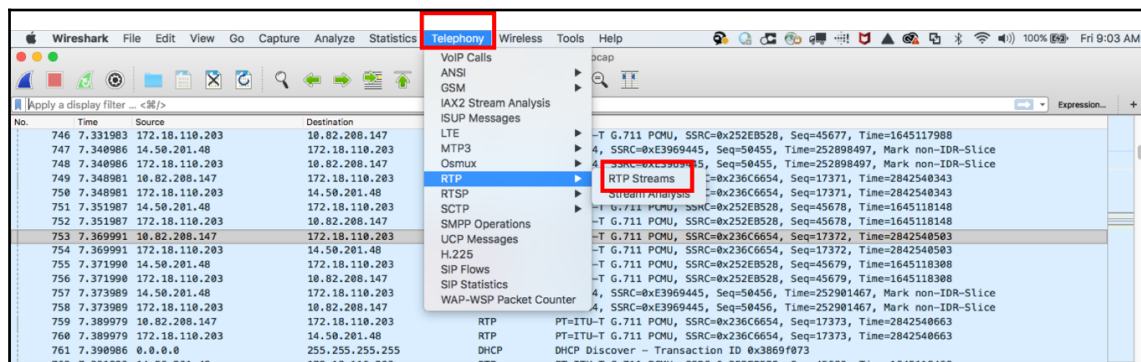 Wireshark File Edit View Go Capture Analyze Statistics Telephony Wireless Tools Help 100% Fri 9:03 AM
VoIP Calls
ANSI
GSM
IAX2 Stream Analysis
ISUP Messages
LTE
MTP3
Osmux
RTP
RTSP
SCTP
SMPP Operations
UCP Messages
H.225
SIP Flows
SIP Statistics
WAP-WSP Packet Counter
RTP Streams
Stream Analysis
ocap
Apply a display filter ... <⌘/> Expression... +
No. Time Source Destination
746 7.331983 172.18.110.203 10.82.208.147 -T G.711 PCMU, SSRC=0x252EB528, Seq=45677, Time=1645117988
747 7.340986 14.50.201.48 172.18.110.203 4, SSRC=0xE3969445, Seq=50455, Time=252898497, Mark non-IDR-Slice
748 7.340986 172.18.110.203 10.82.208.147 4, SSRC=0xE3969445, Seq=50455, Time=252898497, Mark non-IDR-Slice
749 7.348981 10.82.208.147 172.18.110.203 C=0x236C6654, Seq=17371, Time=2842540343
750 7.348981 172.18.110.203 14.50.201.48 C=0x236C6654, Seq=17371, Time=2842540343
751 7.351987 14.50.201.48 172.18.110.203 -T G.711 PCMU, SSRC=0x252EB528, Seq=45678, Time=1645118148
752 7.351987 172.18.110.203 10.82.208.147 -T G.711 PCMU, SSRC=0x252EB528, Seq=45678, Time=1645118148
753 7.369991 10.82.208.147 172.18.110.203 -T G.711 PCMU, SSRC=0x236C6654, Seq=17372, Time=2842540503
754 7.369991 172.18.110.203 14.50.201.48 -T G.711 PCMU, SSRC=0x236C6654, Seq=17372, Time=2842540503
755 7.371990 14.50.201.48 172.18.110.203 -T G.711 PCMU, SSRC=0x252EB528, Seq=45679, Time=1645118308
756 7.371990 172.18.110.203 10.82.208.147 -T G.711 PCMU, SSRC=0x252EB528, Seq=45679, Time=1645118308
757 7.373989 14.50.201.48 172.18.110.203 4, SSRC=0xE3969445, Seq=50456, Time=252901467, Mark non-IDR-Slice
758 7.373989 172.18.110.203 10.82.208.147 4, SSRC=0xE3969445, Seq=50456, Time=252901467, Mark non-IDR-Slice
759 7.389979 10.82.208.147 172.18.110.203 RTP PT=ITU-T G.711 PCMU, SSRC=0x236C6654, Seq=17373, Time=2842540663
760 7.389979 172.18.110.203 14.50.201.48 RTP PT=ITU-T G.711 PCMU, SSRC=0x236C6654, Seq=17373, Time=2842540663
761 7.390986 0.0.0.0 255.255.255.255 DHCP DHCP Discover - Transaction ID 0x3869f073